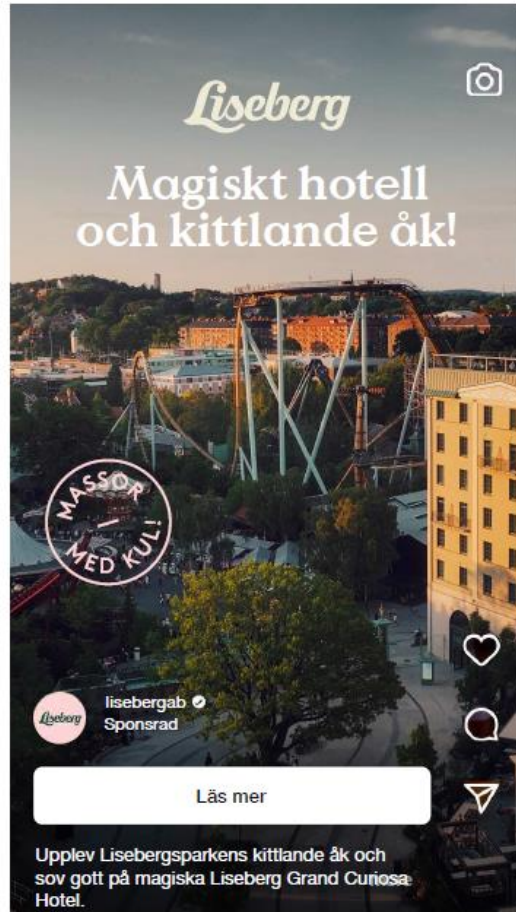 Liseberg
Magiskt hotell
och kittlande åk!
MASSOR
MED KUL!
Liseberg
lisebergab
Sponsrad
Läs mer
Upplev Lisebergsparkens kittlande åk och
sov gott på magiska Liseberg Grand Curiosa
Hotel.